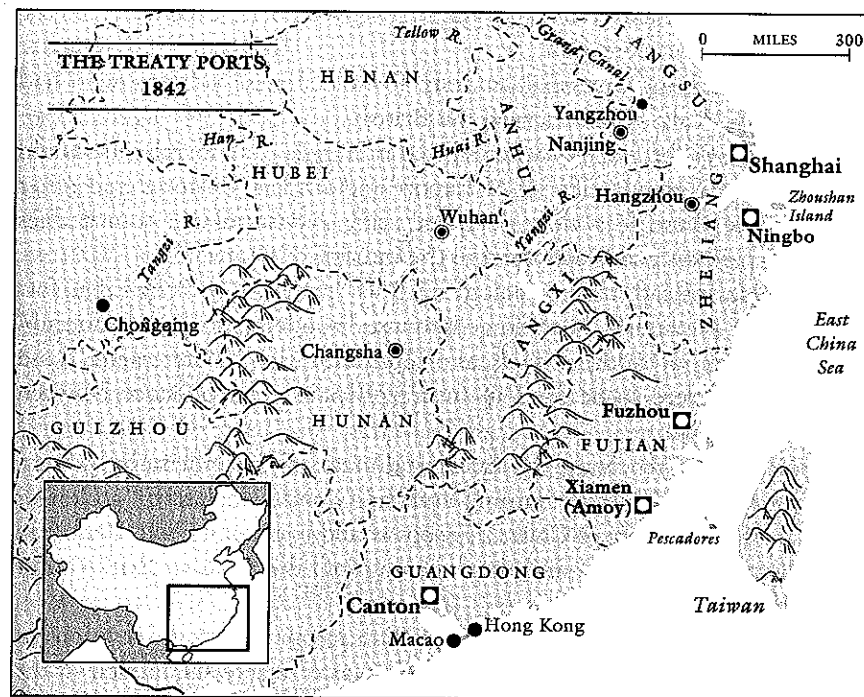 THE TREATY PORTS,
1842
0 MILES 300
Yellow R.
Grand Canal
JIANGSU
HENAN
Yangzhou
Nanjing
ANHUI
Han R.
Huai R.
HUBEI
Shanghai
Hangzhou
Zhoushan
Island
Ningbo
Wuhan
Yangzi R.
Yangzi R.
ZHEJIANG
Chongqing
JIANGXI
East
China
Sea
Changsha
Fuzhou
GUIZHOU
HUNAN
FUJIAN
Xiamen
(Amoy)
Pescadores
GUANGDONG
Canton
Taiwan
Hong Kong
Macao